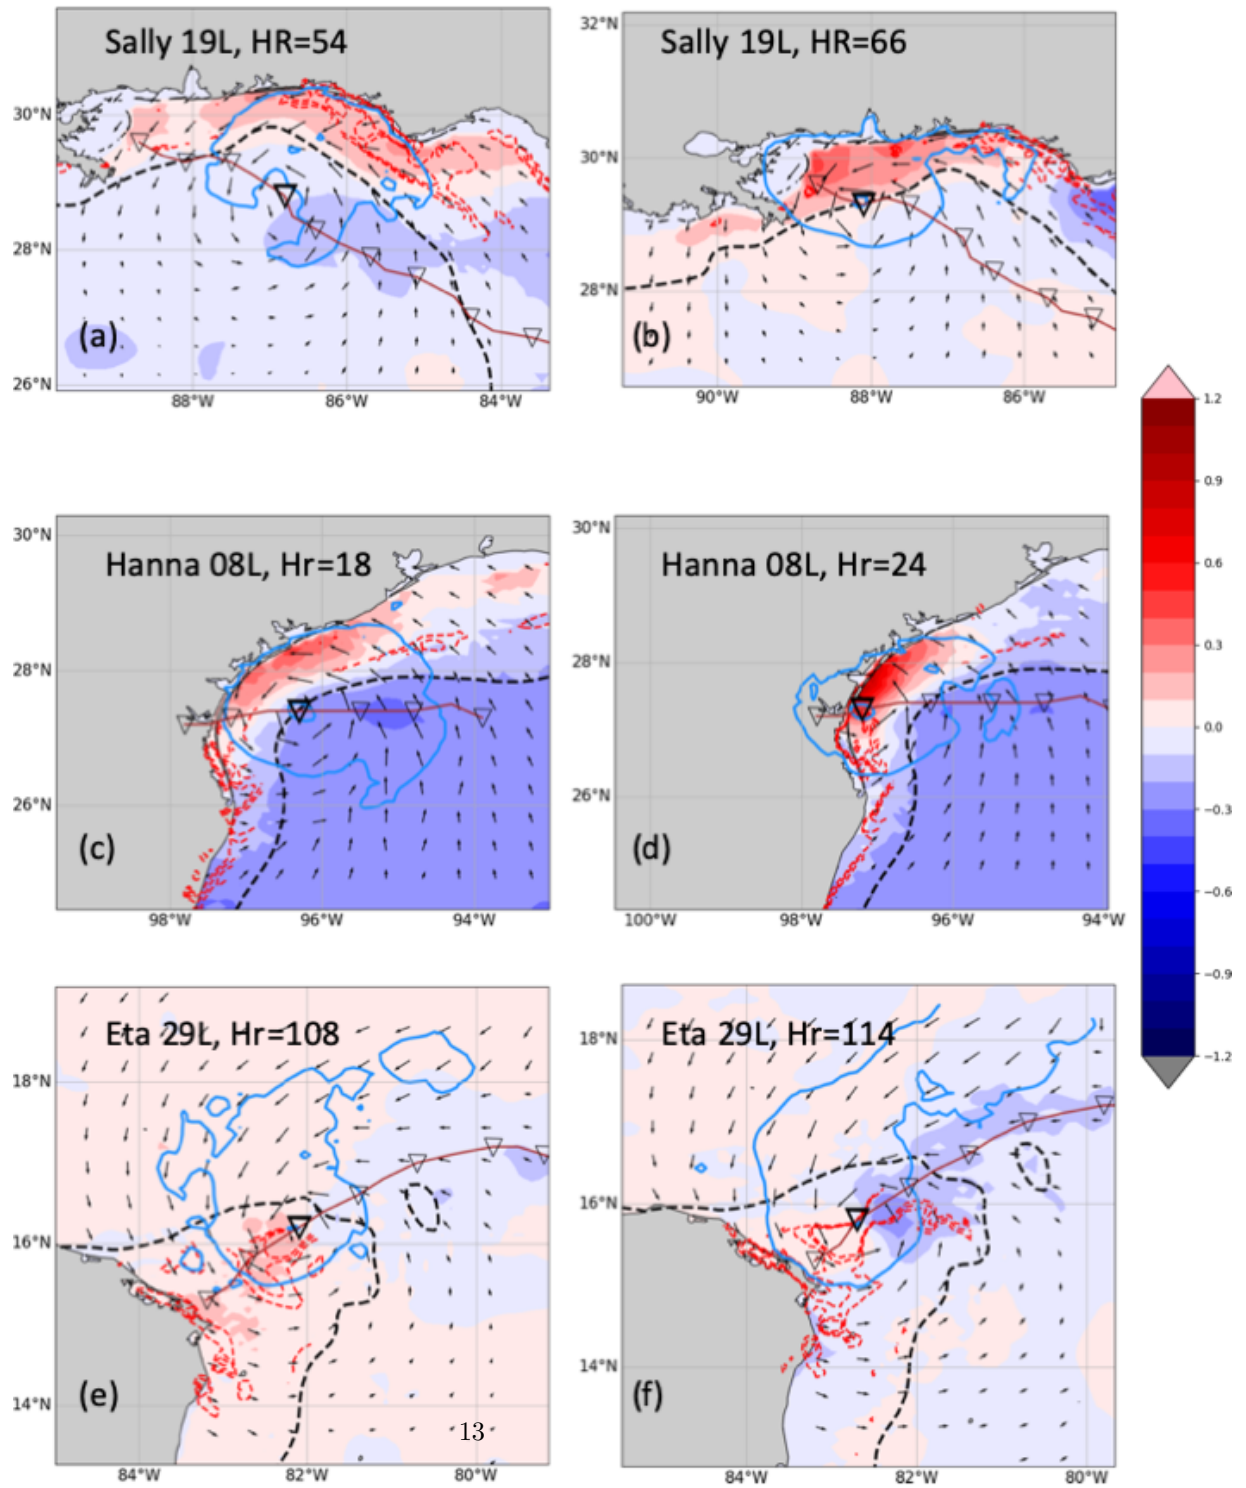 Sally 19L, HR=54
30°N
28°N
26°N
(a)
88°W 86°W 84°W
32°N
Sally 19L, HR=66
30°N
28°N
(b)
90°W 88°W 86°W
1.2
0.9
0.6
0.3
0.0
−0.3
−0.6
−0.9
−1.2
30°N
Hanna 08L, Hr=18
28°N
26°N
(c)
98°W 96°W
30°N
Hanna 08L, Hr=24
28°N
26°N
(d)
100°W 98°W 96°W 94°W
Eta 29L, Hr=108
18°N
16°N
14°N
(e)
13
84°W 82°W 80°W
Eta 29L, Hr=114
18°N
16°N
14°N
(f)
84°W 82°W 80°W